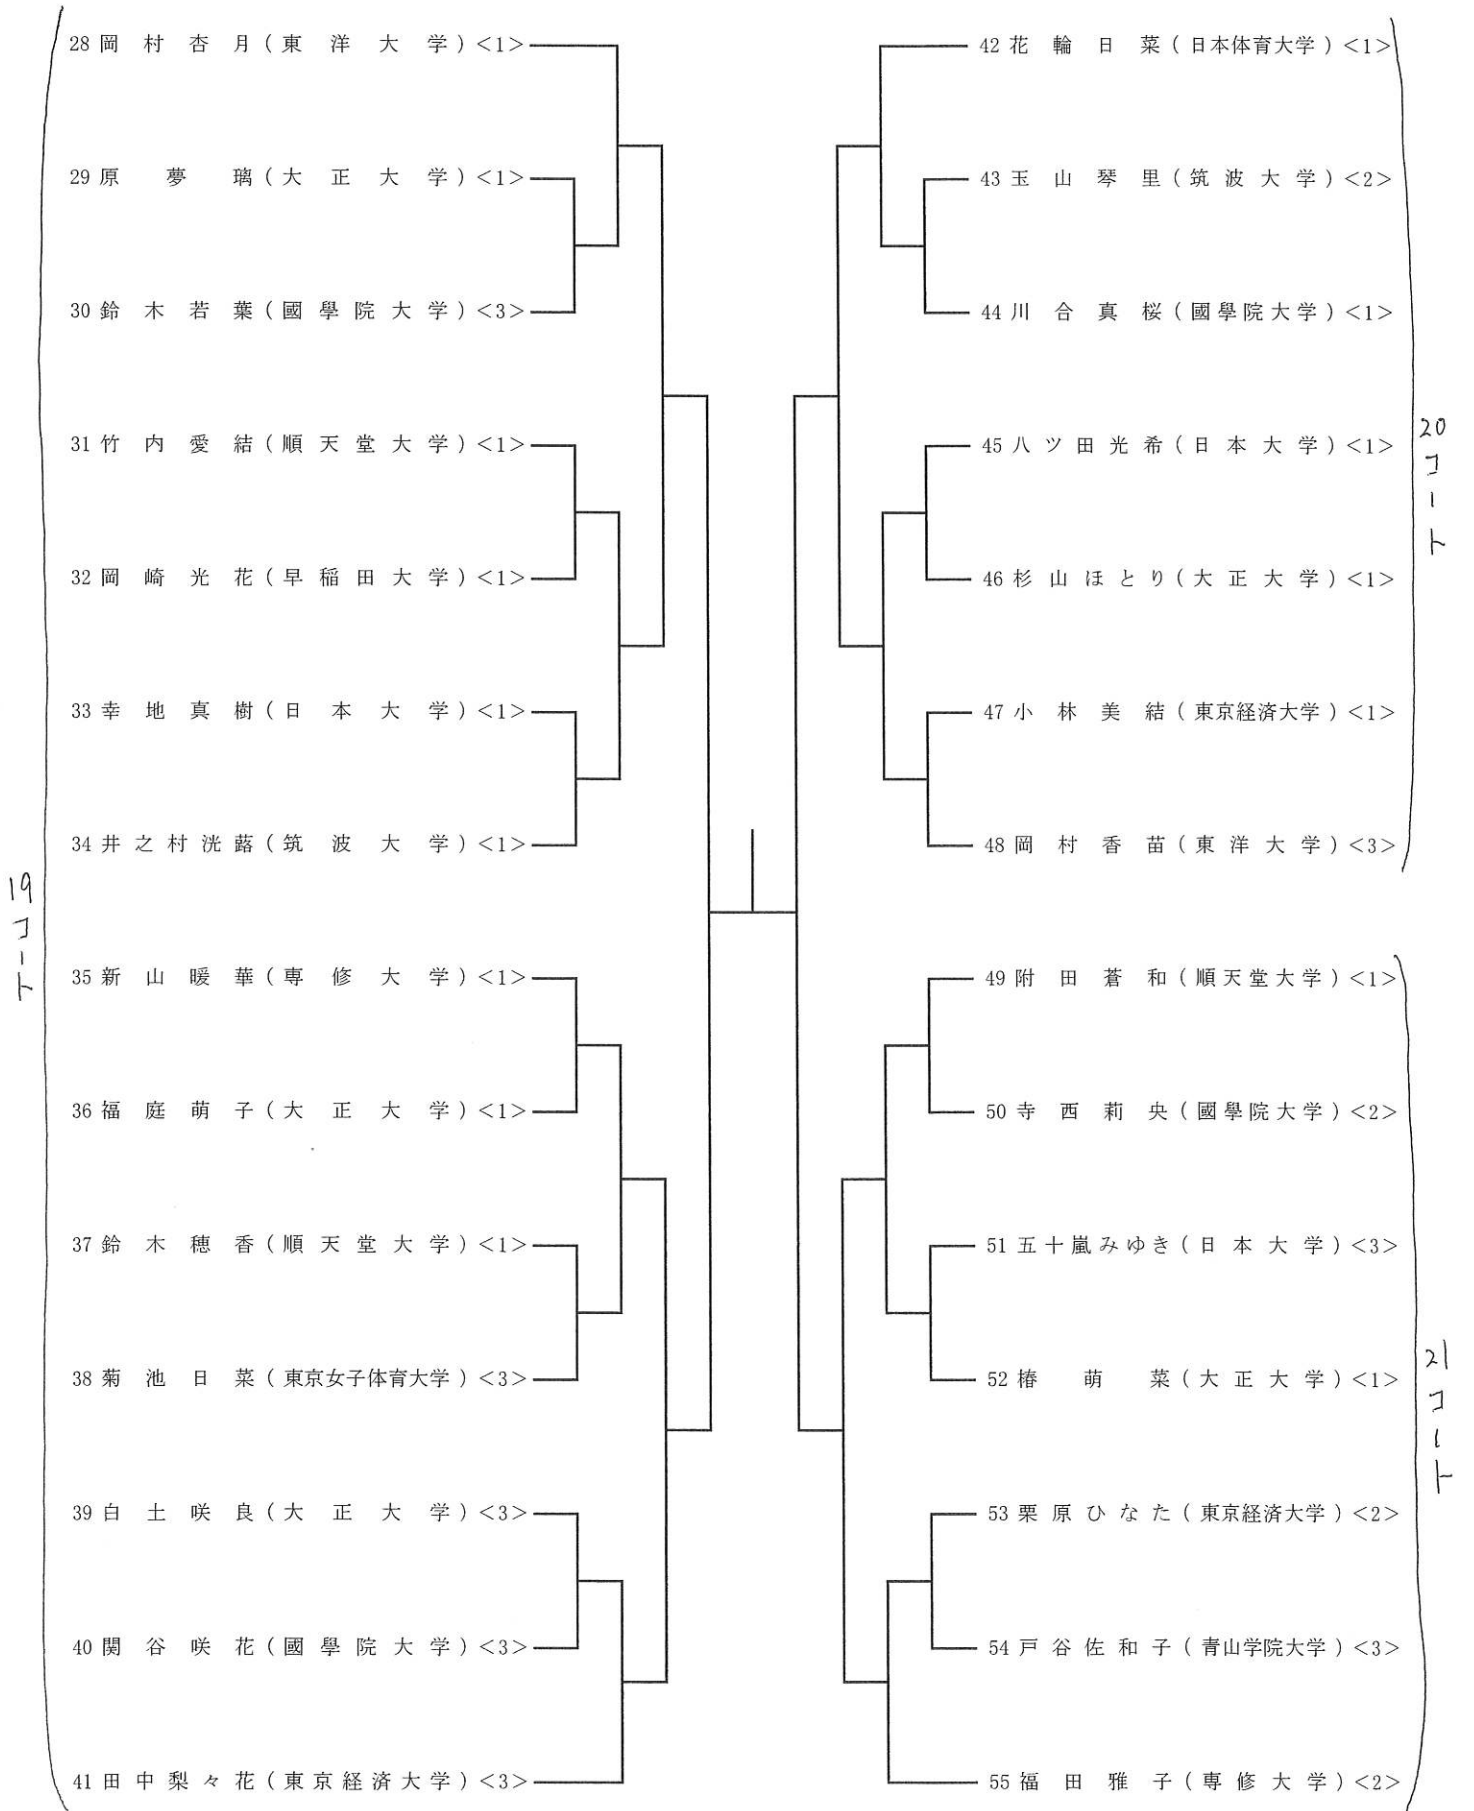 28 岡村杏月(東洋大学)<1>
29 原夢璃(大正大学)<1>
30 鈴木若葉(國學院大学)<3>
31 竹内愛結(順天堂大学)<1>
32 岡崎光花(早稲田大学)<1>
33 幸地真樹(日本大学)<1>
34 井之村洸蕗(筑波大学)<1>
35 新山暖華(専修大学)<1>
36 福庭萌子(大正大学)<1>
37 鈴木穂香(順天堂大学)<1>
38 菊池日菜(東京女子体育大学)<3>
39 白土咲良(大正大学)<3>
40 関谷咲花(國學院大学)<3>
41 田中梨々花(東京経済大学)<3>
19コート
42 花輪日菜(日本体育大学)<1>
43 玉山琴里(筑波大学)<2>
44 川合真桜(國學院大学)<1>
45 八ツ田光希(日本大学)<1>
46 杉山ほとり(大正大学)<1>
47 小林美結(東京経済大学)<1>
48 岡村香苗(東洋大学)<3>
20コート
49 附田蒼和(順天堂大学)<1>
50 寺西莉央(國學院大学)<2>
51 五十嵐みゆき(日本大学)<3>
52 椿萌菜(大正大学)<1>
53 栗原ひなた(東京経済大学)<2>
54 戸谷佐和子(青山学院大学)<3>
55 福田雅子(専修大学)<2>
21コート